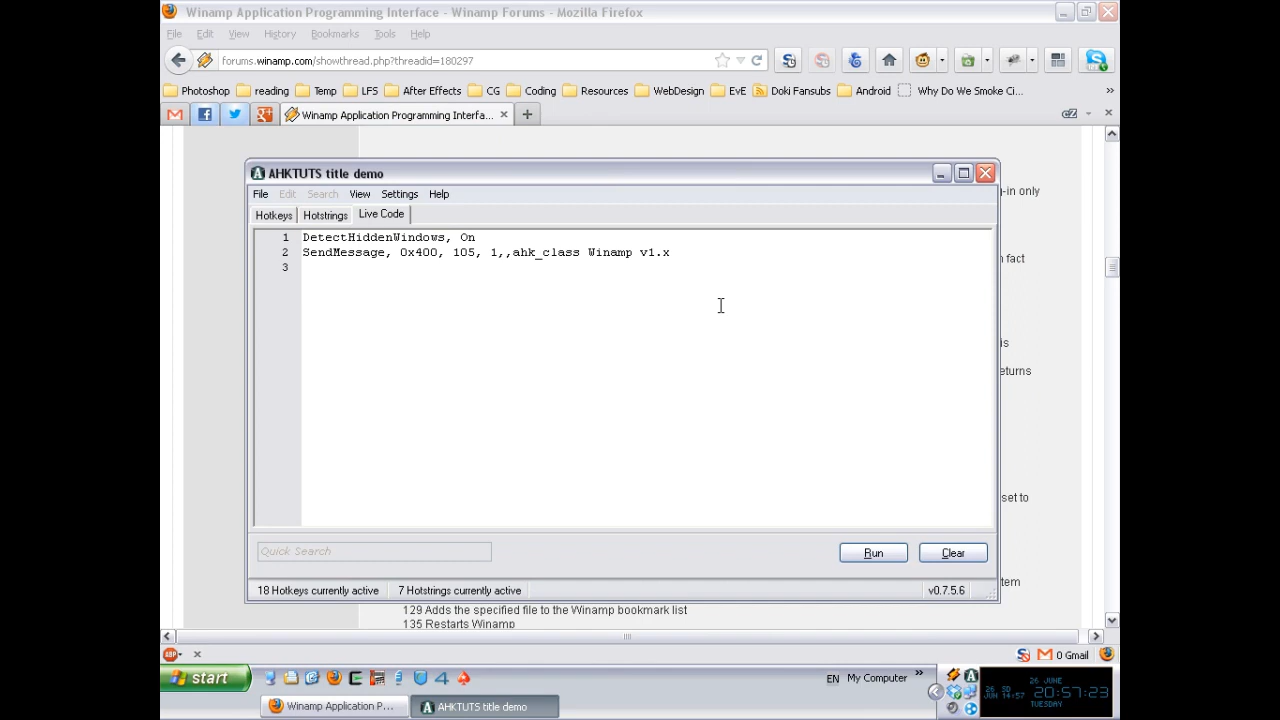 Winamp Application Programming Interface - Winamp Forums - Mozilla Firefox
File Edit View History Bookmarks Tools Help
forums.winamp.com/showthread.php?threadid=180297
Photoshop reading Temp LFS After Effects CG Coding Resources WebDesign EvE Doki Fansubs Android Why Do We Smoke Ci... »
Winamp Application Programming Interfa...
AHKTUTS title demo
-in only
File Edit Search View Settings Help
Hotkeys Hotstrings Live Code
1 DetectHiddenWindows, On
2 SendMessage, 0x400, 105, 1,,ahk_class Winamp v1.x
n fact
3
is
eturns
set to
Quick Search
Run Clear
stem
18 Hotkeys currently active 7 Hotstrings currently active v0.7.5.6
129 Adds the specified file to the Winamp bookmark list
135 Restarts Winamp
ABP 0 Gmail
start
EN My Computer »
26 JUNE
20:57:23
TUESDAY
Winamp Application P... AHKTUTS title demo